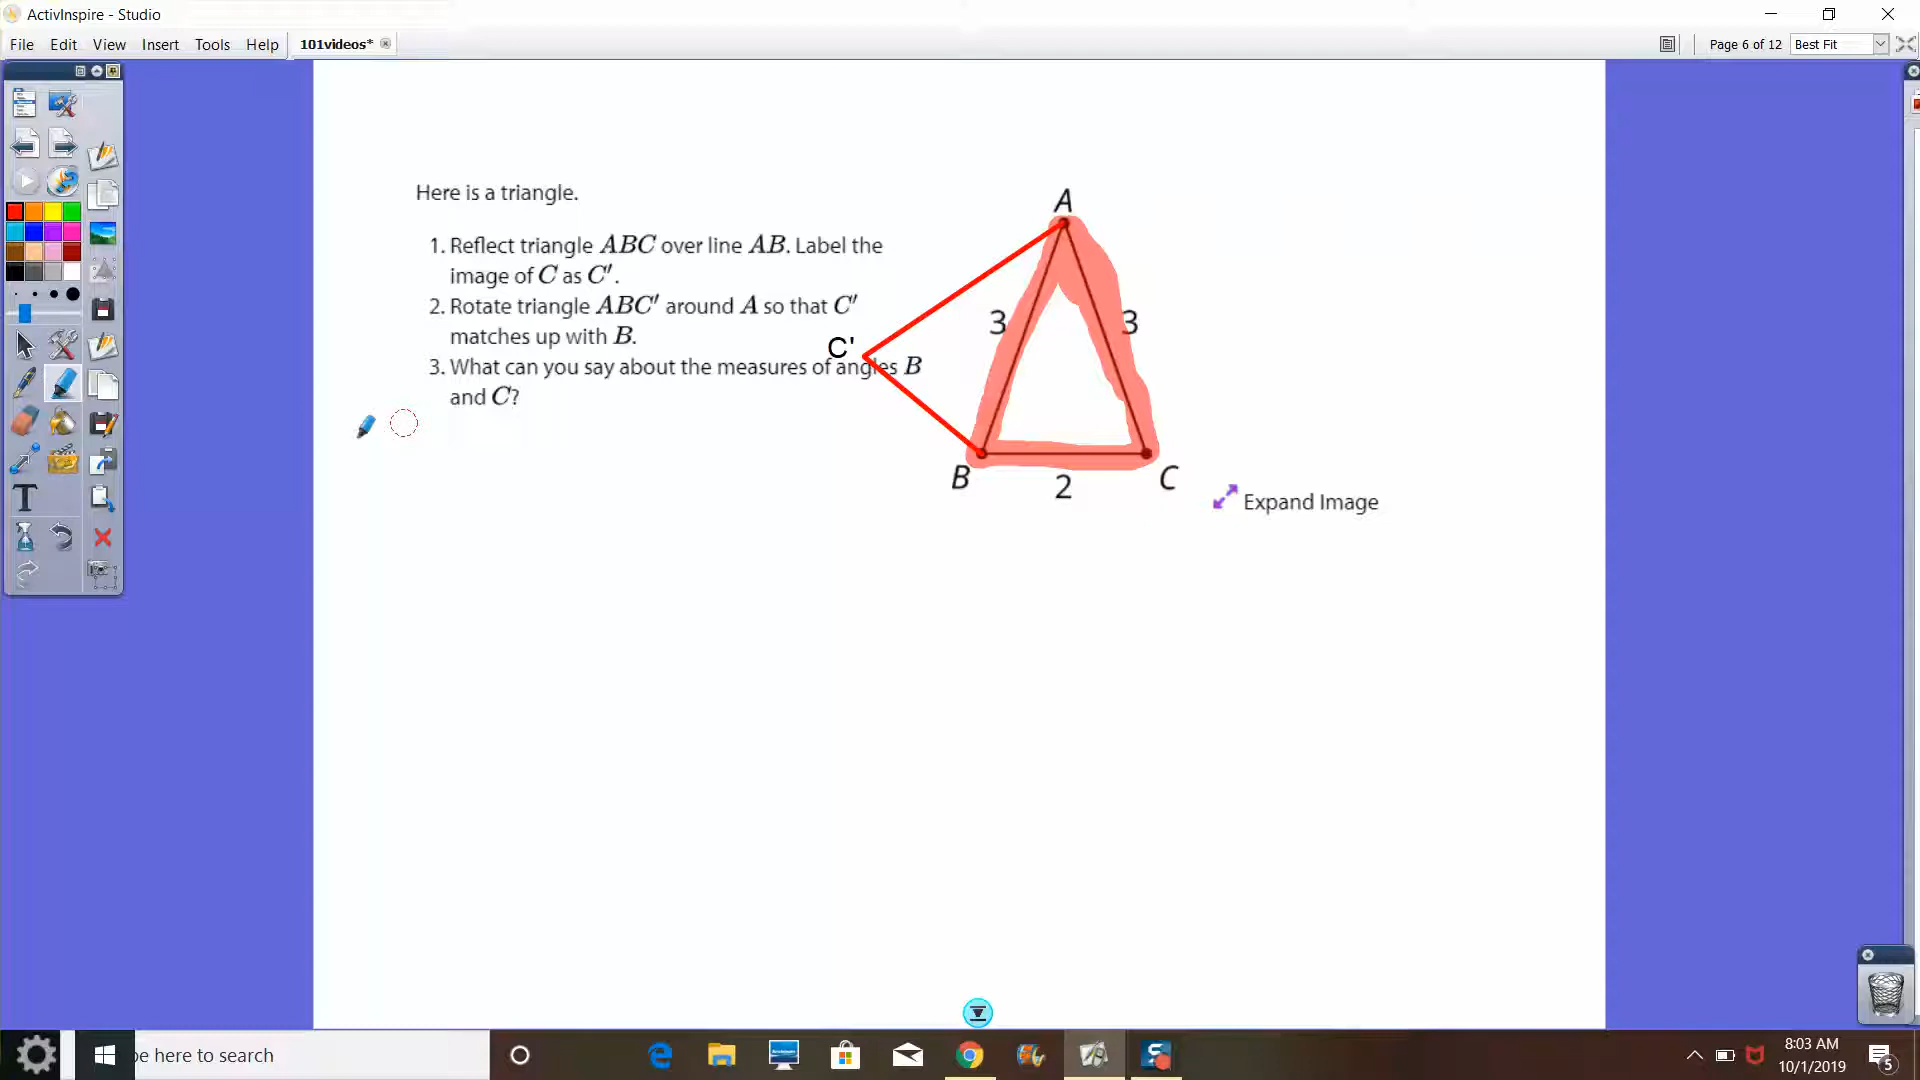 ActivInspire - Studio
File Edit View Insert Tools Help 101videos*
Page 6 of 12 Best Fit
Here is a triangle.
1. Reflect triangle ABC over line AB. Label the
image of C as C′.
2. Rotate triangle ABC′ around A so that C′
matches up with B.
3. What can you say about the measures of angles B
and C?
A
3
3
C'
B
2
C
Expand Image
T
pe here to search
8:03 AM
10/1/2019
5